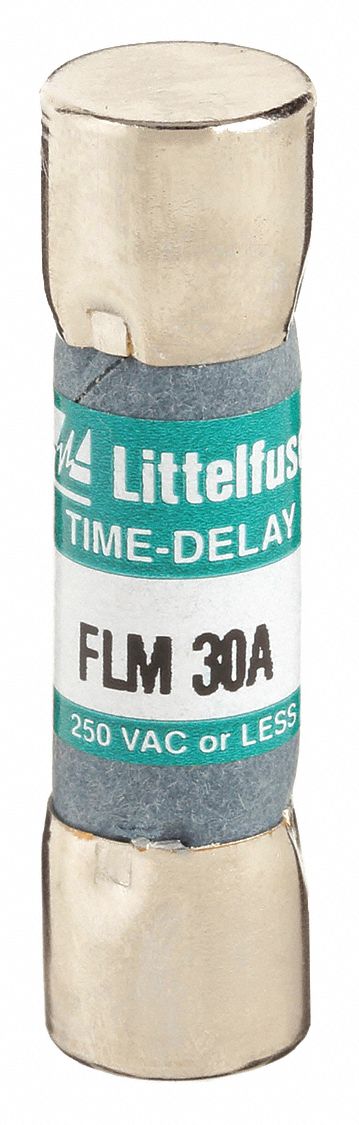 Littelfuse
TIME-DELAY
FLM 30A
250 VAC or LESS